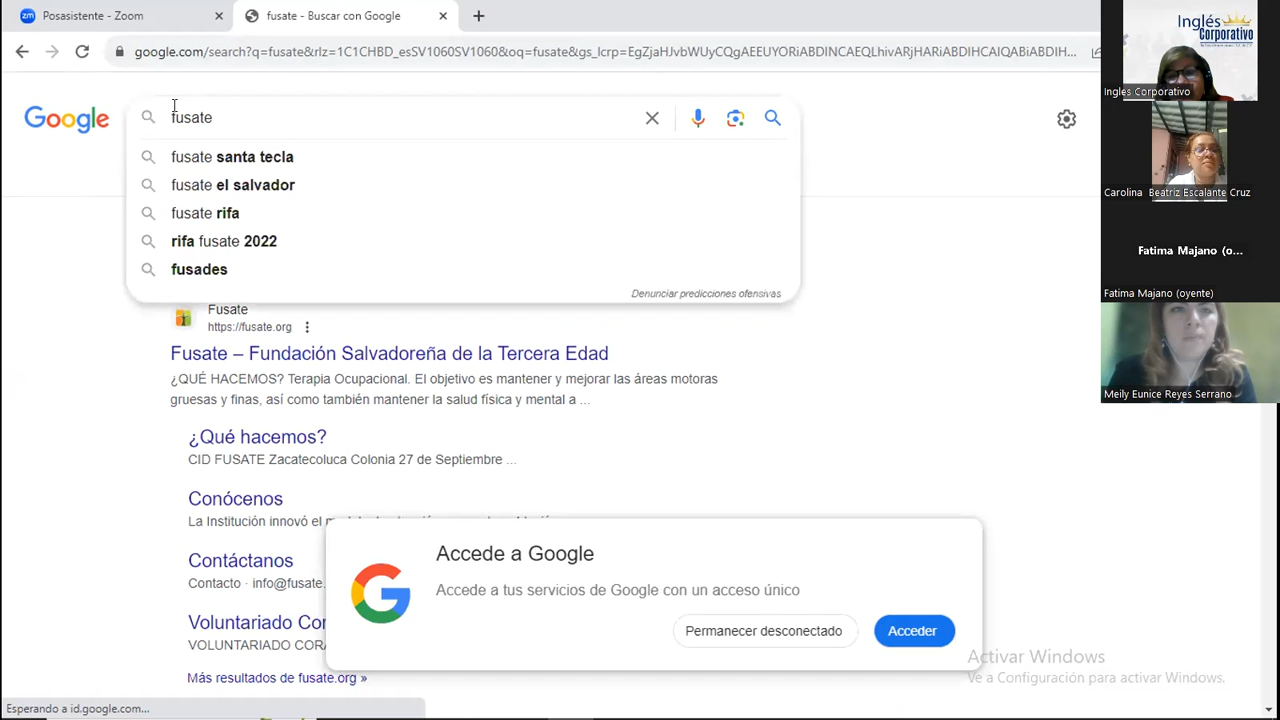 Posasistente - Zoom
fusate - Buscar con Google
google.com/search?q=fusate&rlz=1C1CHBD_esSV1060SV1060&oq=fusate&gs_lcrp=EgZjaHJvbWUyCQgAEEUYORiABDINCAEQLhivARjHARiABDIHCAIQABiABDIH...
Google
fusate
fusate santa tecla
fusate el salvador
fusate rifa
rifa fusate 2022
fusades
Denunciar predicciones ofensivas
Fusate
https://fusate.org
Fusate – Fundación Salvadoreña de la Tercera Edad
¿QUÉ HACEMOS? Terapia Ocupacional. El objetivo es mantener y mejorar las áreas motoras
gruesas y finas, así como también mantener la salud física y mental a ...
¿Qué hacemos?
CID FUSATE Zacatecoluca Colonia 27 de Septiembre ...
Conócenos
La Institución innovó el
Contáctanos
Contacto · info@fusate.
Voluntariado Cor
VOLUNTARIADO CORA
Más resultados de fusate.org »
Accede a Google
Accede a tus servicios de Google con un acceso único
Permanecer desconectado
Acceder
Activar Windows
Ve a Configuración para activar Windows.
Esperando a id.google.com...
Inglés
Corporativo
Ingles Corporativo
Carolina Beatriz Escalante Cruz
Fatima Majano (o...
Fatima Majano (oyente)
Meily Eunice Reyes Serrano